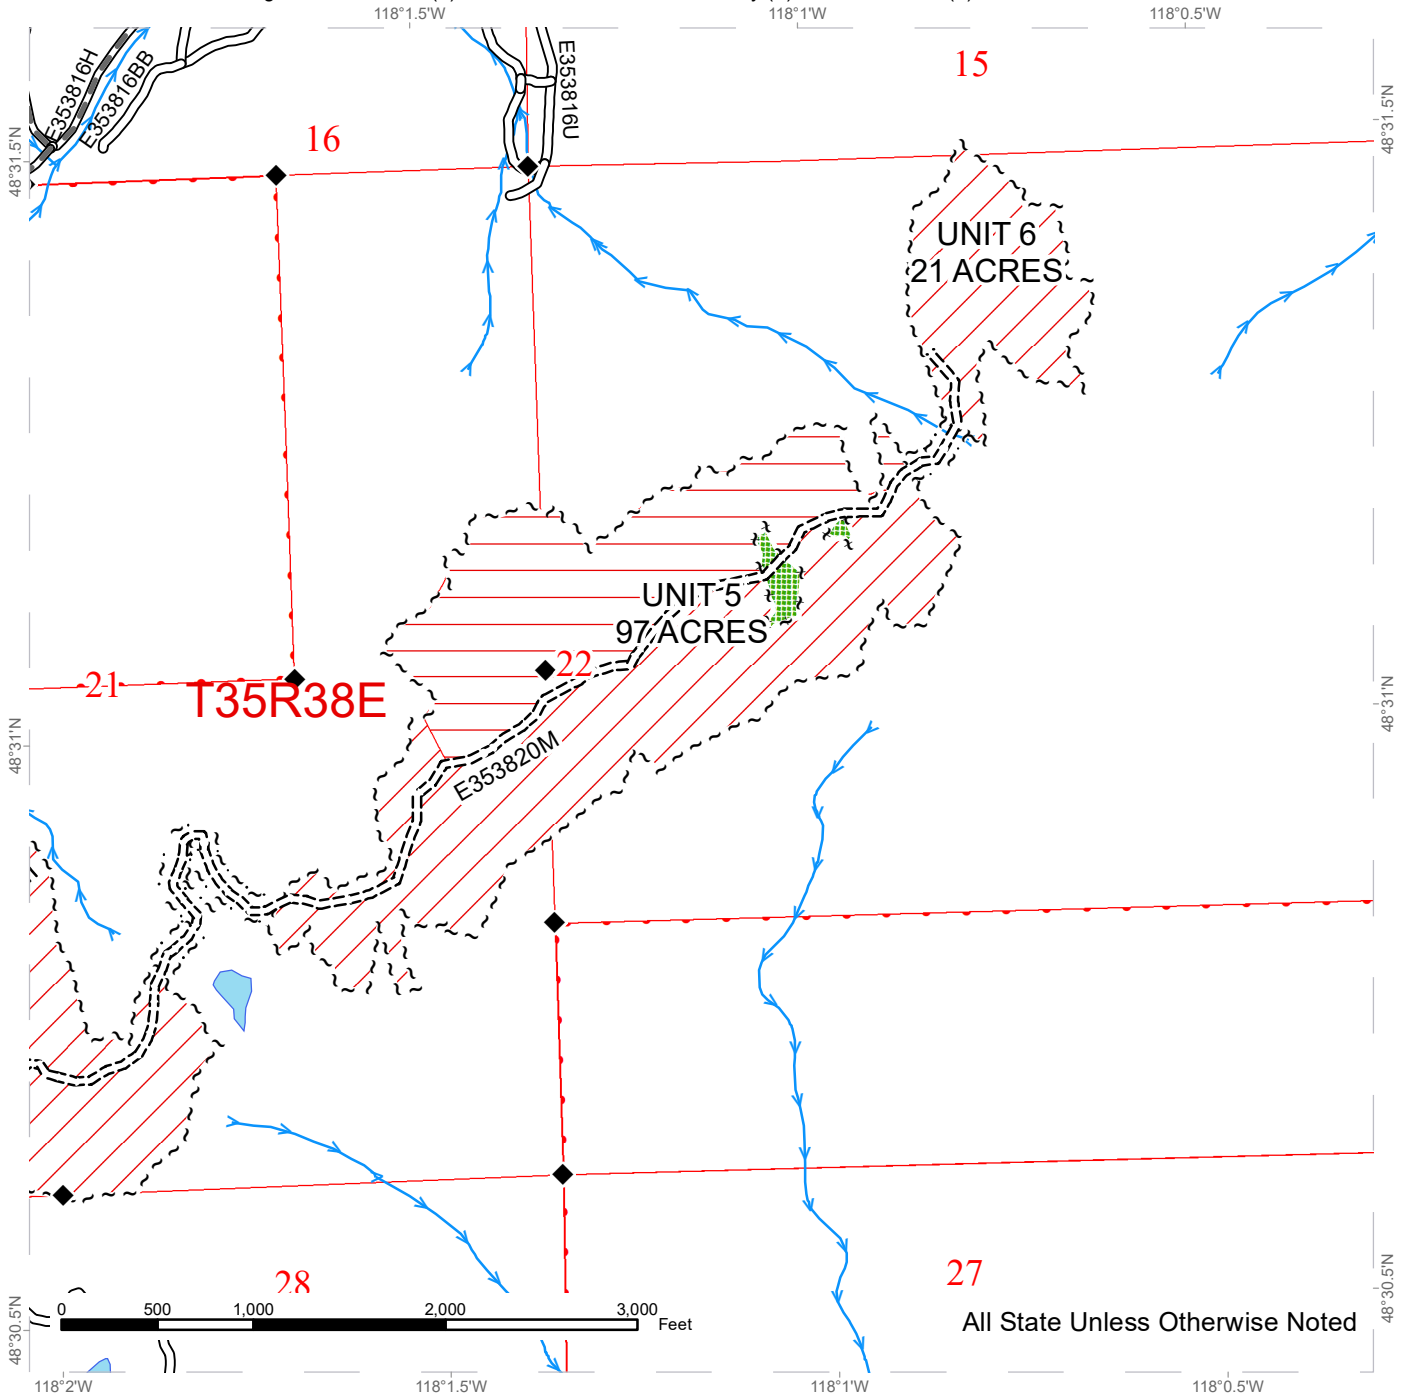 118°1.5'W
118°1'W
118°0.5'W
E353816H
E353816BB
E353816U
15
16
48°31.5'N
48°31.5'N
UNIT 6
21 ACRES
UNIT 5
97 ACRES
22
21
T35R38E
48°31'N
48°31'N
E353820M
28
27
0 500 1,000 2,000 3,000
Feet
All State Unless Otherwise Noted
48°30.5'N
48°30.5'N
118°2'W
118°1.5'W
118°1'W
118°0.5'W